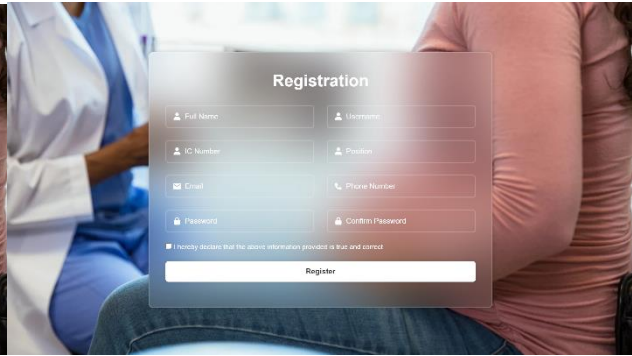 Registration
Full Name Username
IC Number Position
Email Phone Number
Password Confirm Password
I hereby declare that the above information provided is true and correct
Register